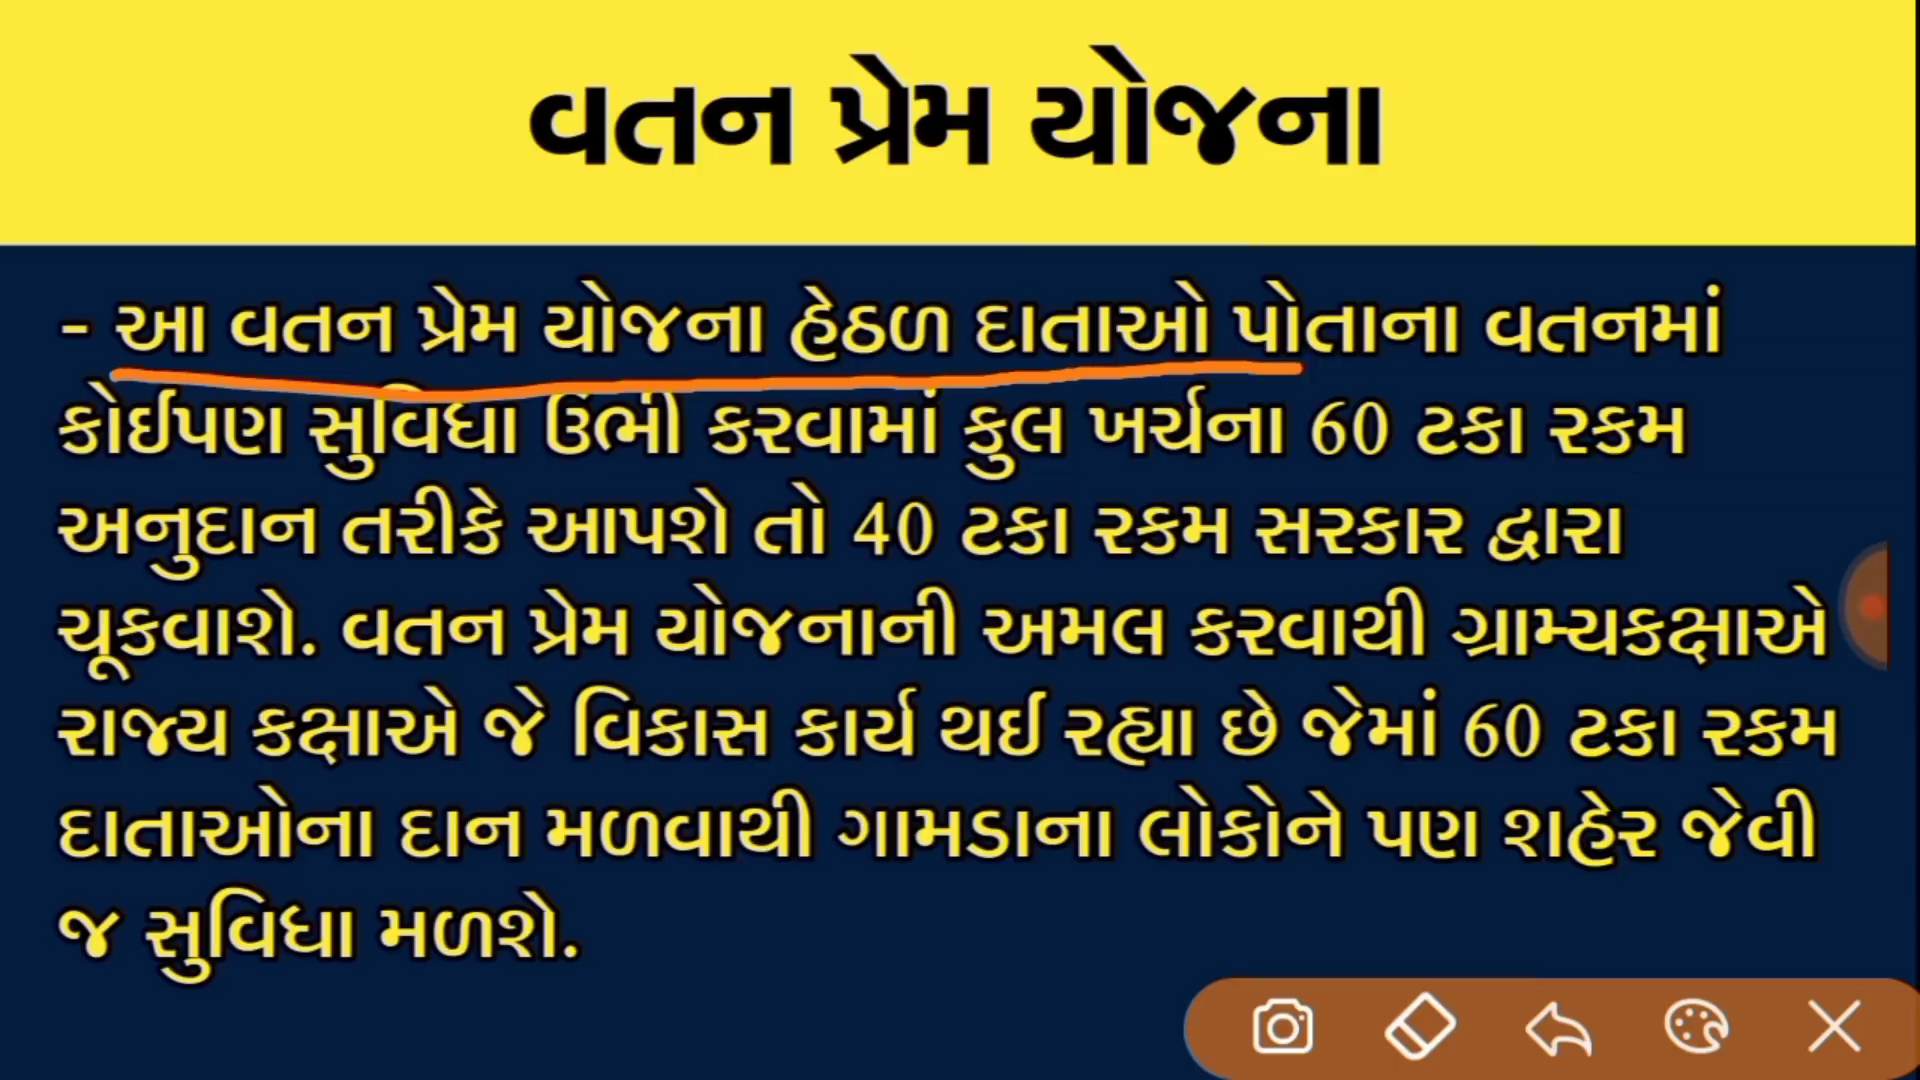 વતન પ્રેમ યોજના
- આ વતન પ્રેમ યોજના હેઠળ દાતાઓ પોતાના વતનમાં
કોઈપણ સુવિધા ઉભી કરવામાં કુલ ખર્ચના 60 ટકા રકમ
અનુદાન તરીકે આપશે તો 40 ટકા રકમ સરકાર દ્વારા
ચૂકવાશે. વતન પ્રેમ યોજનાની અમલ કરવાથી ગ્રામ્યકક્ષાએ
રાજ્ય કક્ષાએ જે વિકાસ કાર્ય થઈ રહ્યા છે જેમાં 60 ટકા રકમ
દાતાઓના દાન મળવાથી ગામડાના લોકોને પણ શહેર જેવી
જ સુવિધા મળશે.